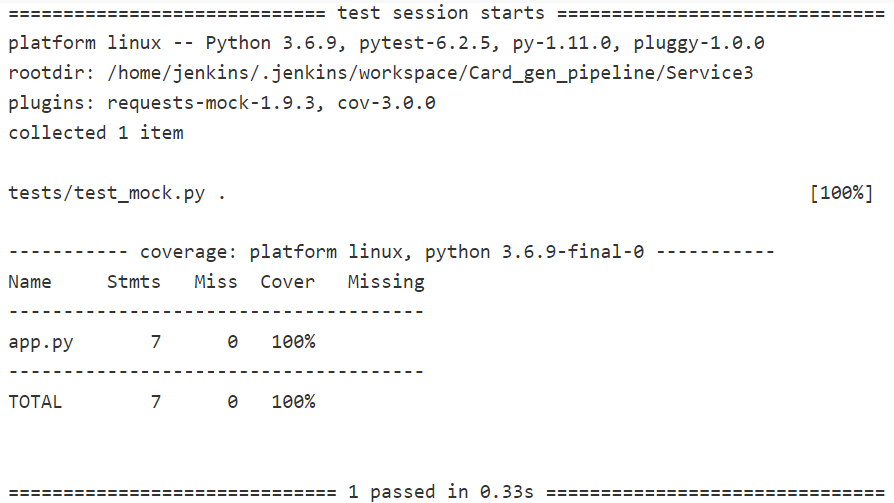 ============================= test session starts ==============================
platform linux -- Python 3.6.9, pytest-6.2.5, py-1.11.0, pluggy-1.0.0
rootdir: /home/jenkins/.jenkins/workspace/Card_gen_pipeline/Service3
plugins: requests-mock-1.9.3, cov-3.0.0
collected 1 item
tests/test_mock.py . [100%]
----------- coverage: platform linux, python 3.6.9-final-0 -----------
Name Stmts Miss Cover Missing
--------------------------------------
app.py 7 0 100%
--------------------------------------
TOTAL 7 0 100%
============================== 1 passed in 0.33s ===============================